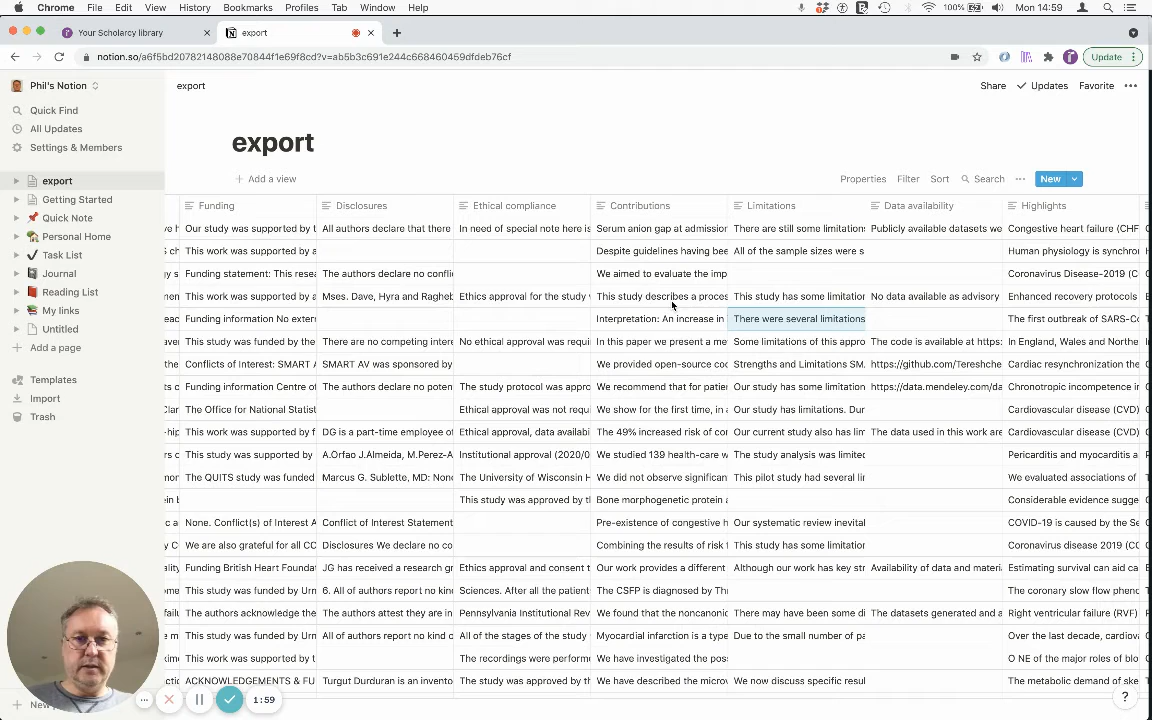 Chrome File Edit View History Bookmarks Profiles Tab Window Help 100% Mon 14:59
Your Scholarcy library export
notion.so/a6f5bd20782148088e70844f1e69f8cd?v=ab5b3c691e244c668460459dfdeb76cf Update
Phil's Notion export Share Updates Favorite
Quick Find
All Updates
Settings & Members
export
Getting Started
Quick Note
Personal Home
Task List
Journal
Reading List
My links
Untitled
Add a page
Templates
Import
Trash
export
Add a view Properties Filter Sort Search New
Funding Disclosures Ethical compliance Contributions Limitations Data availability Highlights
Our study was supported by t All authors declare that there In need of special note here is Serum anion gap at admission There are still some limitations Publicly available datasets we Congestive heart failure (CHF
This work was supported by a Despite guidelines having bee All of the sample sizes were s Human physiology is synchron
Funding statement: This resea The authors declare no confli We aimed to evaluate the imp Coronavirus Disease-2019 (C
This work was supported by a Mses. Dave, Hyra and Ragheb Ethics approval for the study This study describes a proces This study has some limitation No data available as advisory Enhanced recovery protocols
Funding information No extern Interpretation: An increase in There were several limitations The first outbreak of SARS-Co
This study was funded by the There are no competing intere No ethical approval was requi In this paper we present a me Some limitations of this appro The code is available at https: In England, Wales and Northe
Conflicts of Interest: SMART A SMART AV was sponsored by We provided open-source coo Strengths and Limitations SM. https://github.com/Tereshche Cardiac resynchronization the
Funding information Centre of The authors declare no poten The study protocol was appro We recommend that for patien Our study has some limitation https://data.mendeley.com/da Chronotropic incompetence i
The Office for National Statist Ethical approval was not requ We show for the first time, in a Our study has limitations. Dur Cardiovascular disease (CVD)
This work was supported by f DG is a part-time employee of Ethical approval, data availabi The 49% increased risk of cor Our current study also has lim The data used in this work are Cardiovascular disease (CVD)
This study was supported by A.Orfao J.Almeida, M.Perez-A Institutional approval (2020/0 We studied 139 health-care w The study analysis was limited Pericarditis and myocarditis a
The QUITS study was funded Marcus G. Sublette, MD: None The University of Wisconsin H We did not observe significan This pilot study had several lir We evaluated associations of
This study was approved by t Bone morphogenetic protein Considerable evidence sugge
None. Conflict(s) of Interest A Conflict of Interest Statement Pre-existence of congestive h Our systematic review inevital COVID-19 is caused by the Se
We are also grateful for all CC Disclosures We declare no co Combining the results of risk f This study has some limitation Coronavirus disease 2019 (CC
Funding British Heart Foundat JG has received a research gr Ethics approval and consent t Our work provides a different Although our work has key str Availability of data and materi Estimating survival can aid ca
This study was funded by Urn 6. All of authors report no kin Sciences. After all the patient The CSFP is diagnosed by Th The coronary slow flow phen
The authors acknowledge the The authors attest they are in Pennsylvania Institutional Rev We found that the noncanonic There may have been some di The datasets generated and a Right ventricular failure (RVF)
This study was funded by Urn All of authors report no kind o All of the stages of the study Myocardial infarction is a type Due to the small number of pa Over the last decade, cardiov
This work was supported by t The recordings were perform We have investigated the pos O NE of the major roles of blo
ACKNOWLEDGEMENTS & FU Turgut Durduran is an invento The study was approved by t We have described the microv We now discuss specific resul The metabolic demand of ske
1:59
?